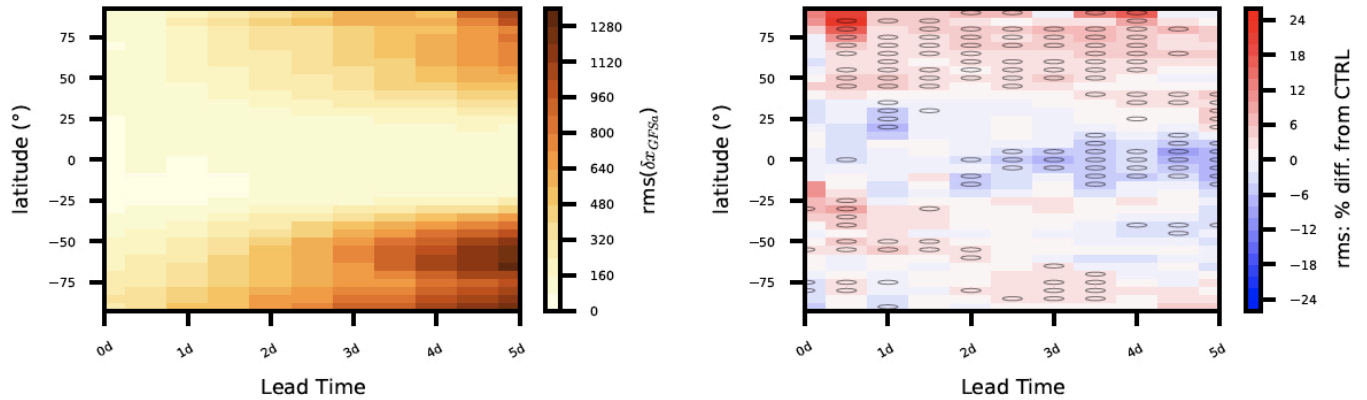 75
50
25
0
−25
−50
−75
latitude (°)
0d
1d
2d
3d
4d
5d
Lead Time
1280
1120
960
800
640
480
320
160
0
rms(δx_GFSa)
75
50
25
0
−25
−50
−75
latitude (°)
0d
1d
2d
3d
4d
5d
Lead Time
24
18
12
6
0
−6
−12
−18
−24
rms: % diff. from CTRL